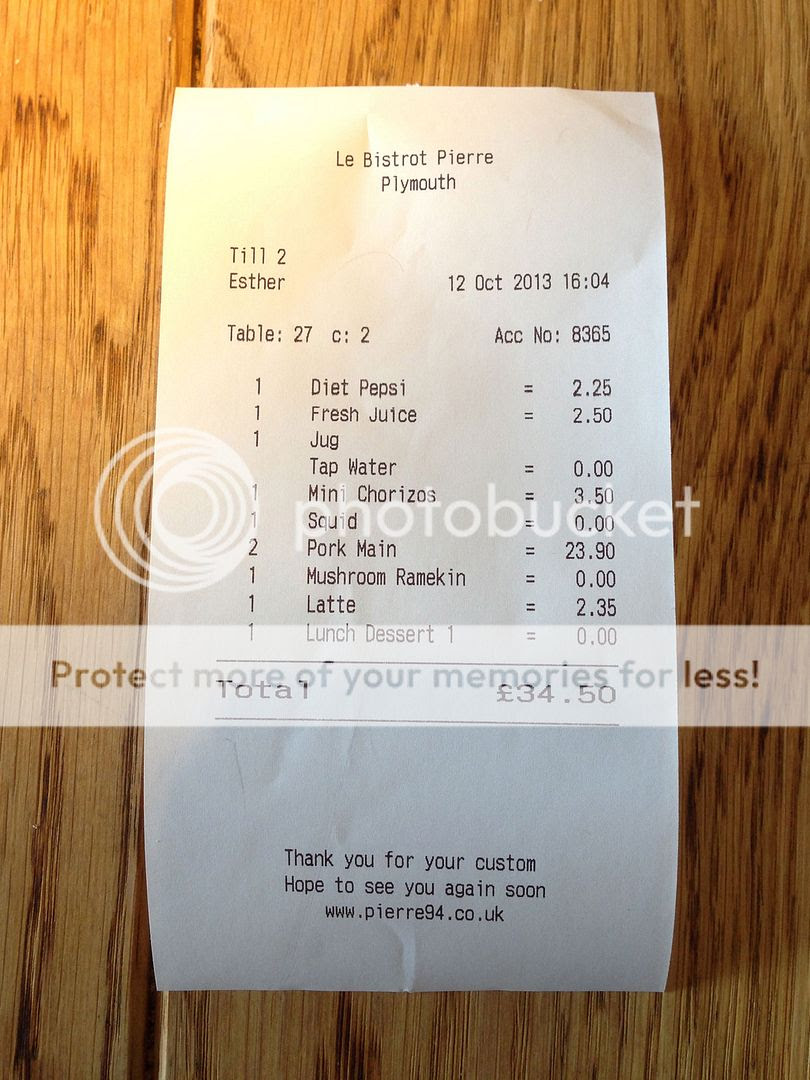 Le Bistrot Pierre
Plymouth
Till 2
Esther 12 Oct 2013 16:04
Table: 27 c: 2 Acc No: 8365
1 Diet Pepsi = 2.25
1 Fresh Juice = 2.50
1 Jug
Tap Water = 0.00
1 Mini Chorizos = 3.50
1 Squid = 0.00
2 Pork Main = 23.90
1 Mushroom Ramekin = 0.00
1 Latte = 2.35
1 Lunch Dessert 1 = 0.00
Total £34.50
Thank you for your custom
Hope to see you again soon
www.pierre94.co.uk
photobucket
Protect more of your memories for less!